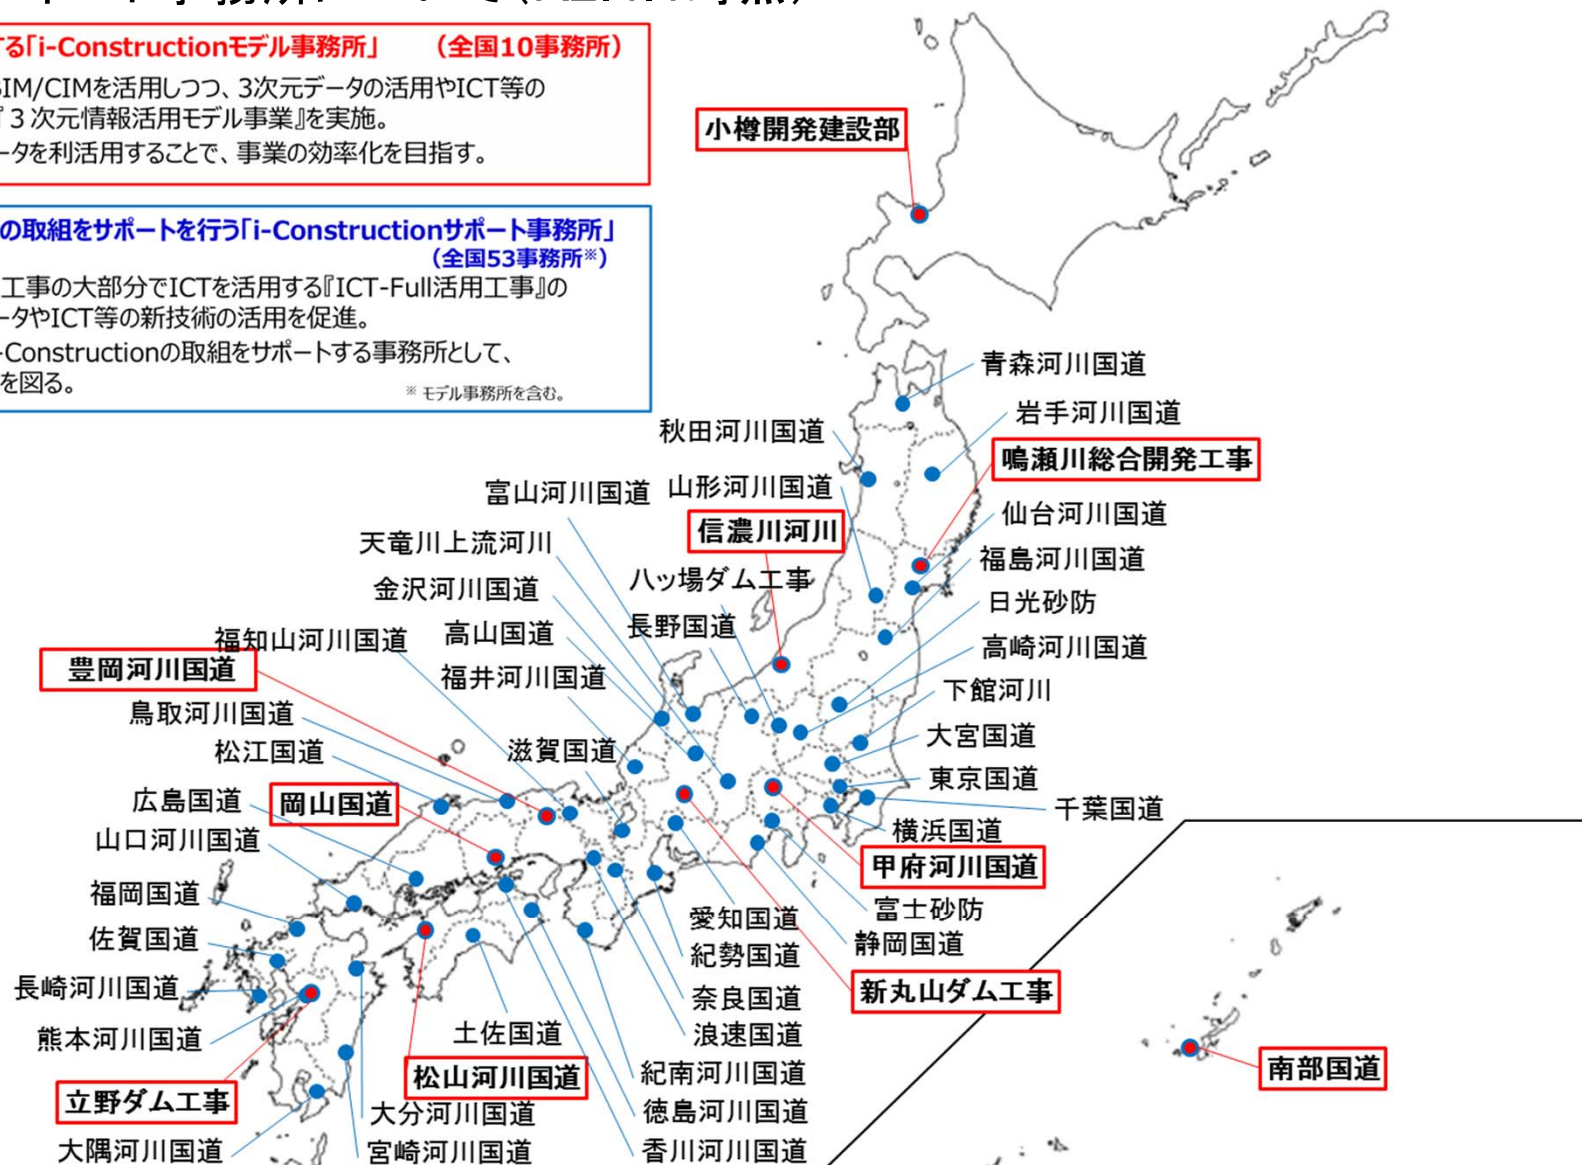 する｢i-Constructionモデル事務所｣　　（全国10事務所）
BIM/CIMを活用しつつ、3次元データの活用やICT等の
『３次元情報活用モデル事業』を実施。
ータを利活用することで、事業の効率化を目指す。
の取組をサポートを行う｢i-Constructionサポート事務所｣
（全国53事務所※）
工事の大部分でICTを活用する『ICT-Full活用工事』の
ータやICT等の新技術の活用を促進。
-Constructionの取組をサポートする事務所として、
を図る。
※ モデル事務所を含む。
小樽開発建設部
青森河川国道
岩手河川国道
秋田河川国道
鳴瀬川総合開発工事
富山河川国道
山形河川国道
仙台河川国道
信濃川河川
天竜川上流河川
福島河川国道
八ッ場ダム工事
金沢河川国道
日光砂防
長野国道
高山国道
福知山河川国道
高崎河川国道
豊岡河川国道
福井河川国道
下館河川
鳥取河川国道
大宮国道
松江国道
滋賀国道
東京国道
広島国道
岡山国道
千葉国道
横浜国道
山口河川国道
甲府河川国道
福岡国道
富士砂防
愛知国道
佐賀国道
静岡国道
紀勢国道
長崎河川国道
新丸山ダム工事
奈良国道
熊本河川国道
土佐国道
浪速国道
南部国道
松山河川国道
紀南河川国道
立野ダム工事
大分河川国道
徳島河川国道
大隅河川国道
宮崎河川国道
香川河川国道